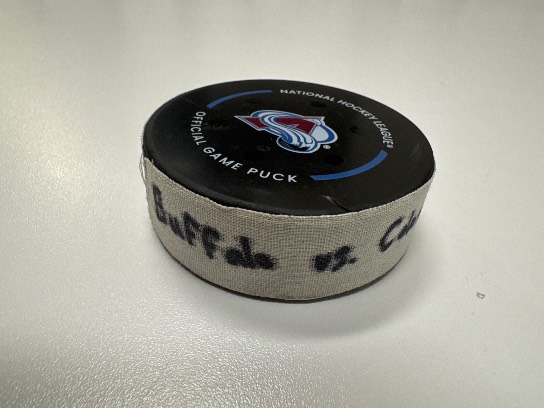 NATIONAL HOCKEY LEAGUE®
OFFICIAL GAME PUCK
Buffalo vs.